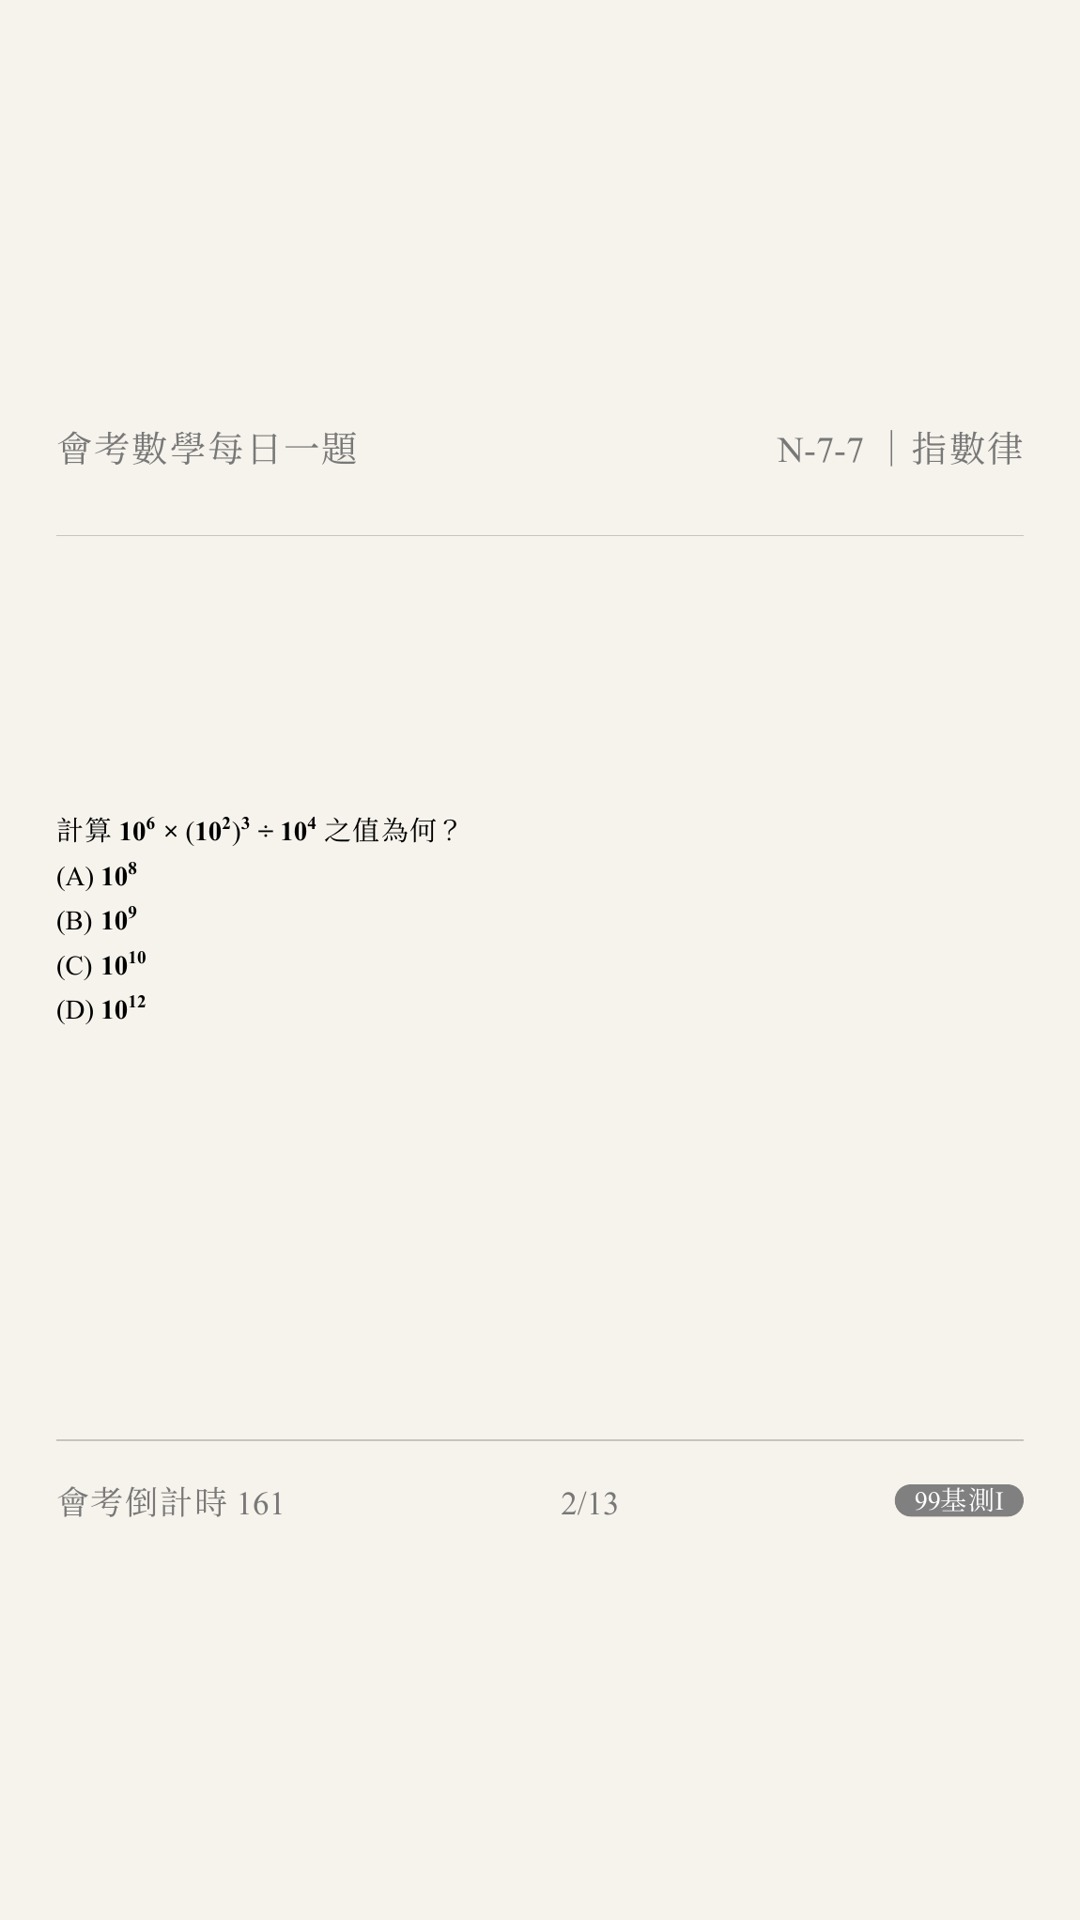 會考數學每日一題
N-7-7｜指數律
計算 10⁶ × (10²)³ ÷ 10⁴ 之值為何？
(A) 10⁸
(B) 10⁹
(C) 10¹⁰
(D) 10¹²
會考倒計時 161
2/13
99基測I